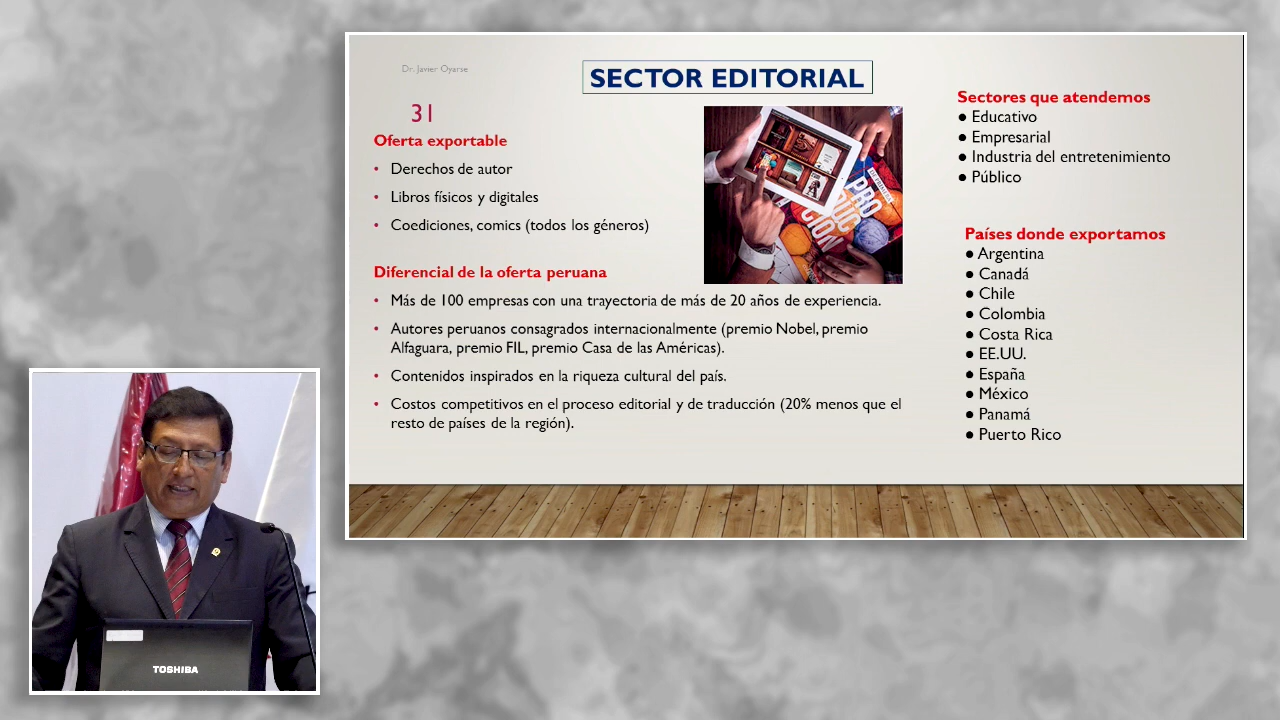 Dr. Javier Oyarse
SECTOR EDITORIAL
31
Oferta exportable
• Derechos de autor
• Libros físicos y digitales
• Coediciones, comics (todos los géneros)
Diferencial de la oferta peruana
• Más de 100 empresas con una trayectoria de más de 20 años de experiencia.
• Autores peruanos consagrados internacionalmente (premio Nobel, premio
Alfaguara, premio FIL, premio Casa de las Américas).
• Contenidos inspirados en la riqueza cultural del país.
• Costos competitivos en el proceso editorial y de traducción (20% menos que el
resto de países de la región).
PRO
DUC
CION
Sectores que atendemos
● Educativo
● Empresarial
● Industria del entretenimiento
● Público
Países donde exportamos
● Argentina
● Canadá
● Chile
● Colombia
● Costa Rica
● EE.UU.
● España
● México
● Panamá
● Puerto Rico
TOSHIBA